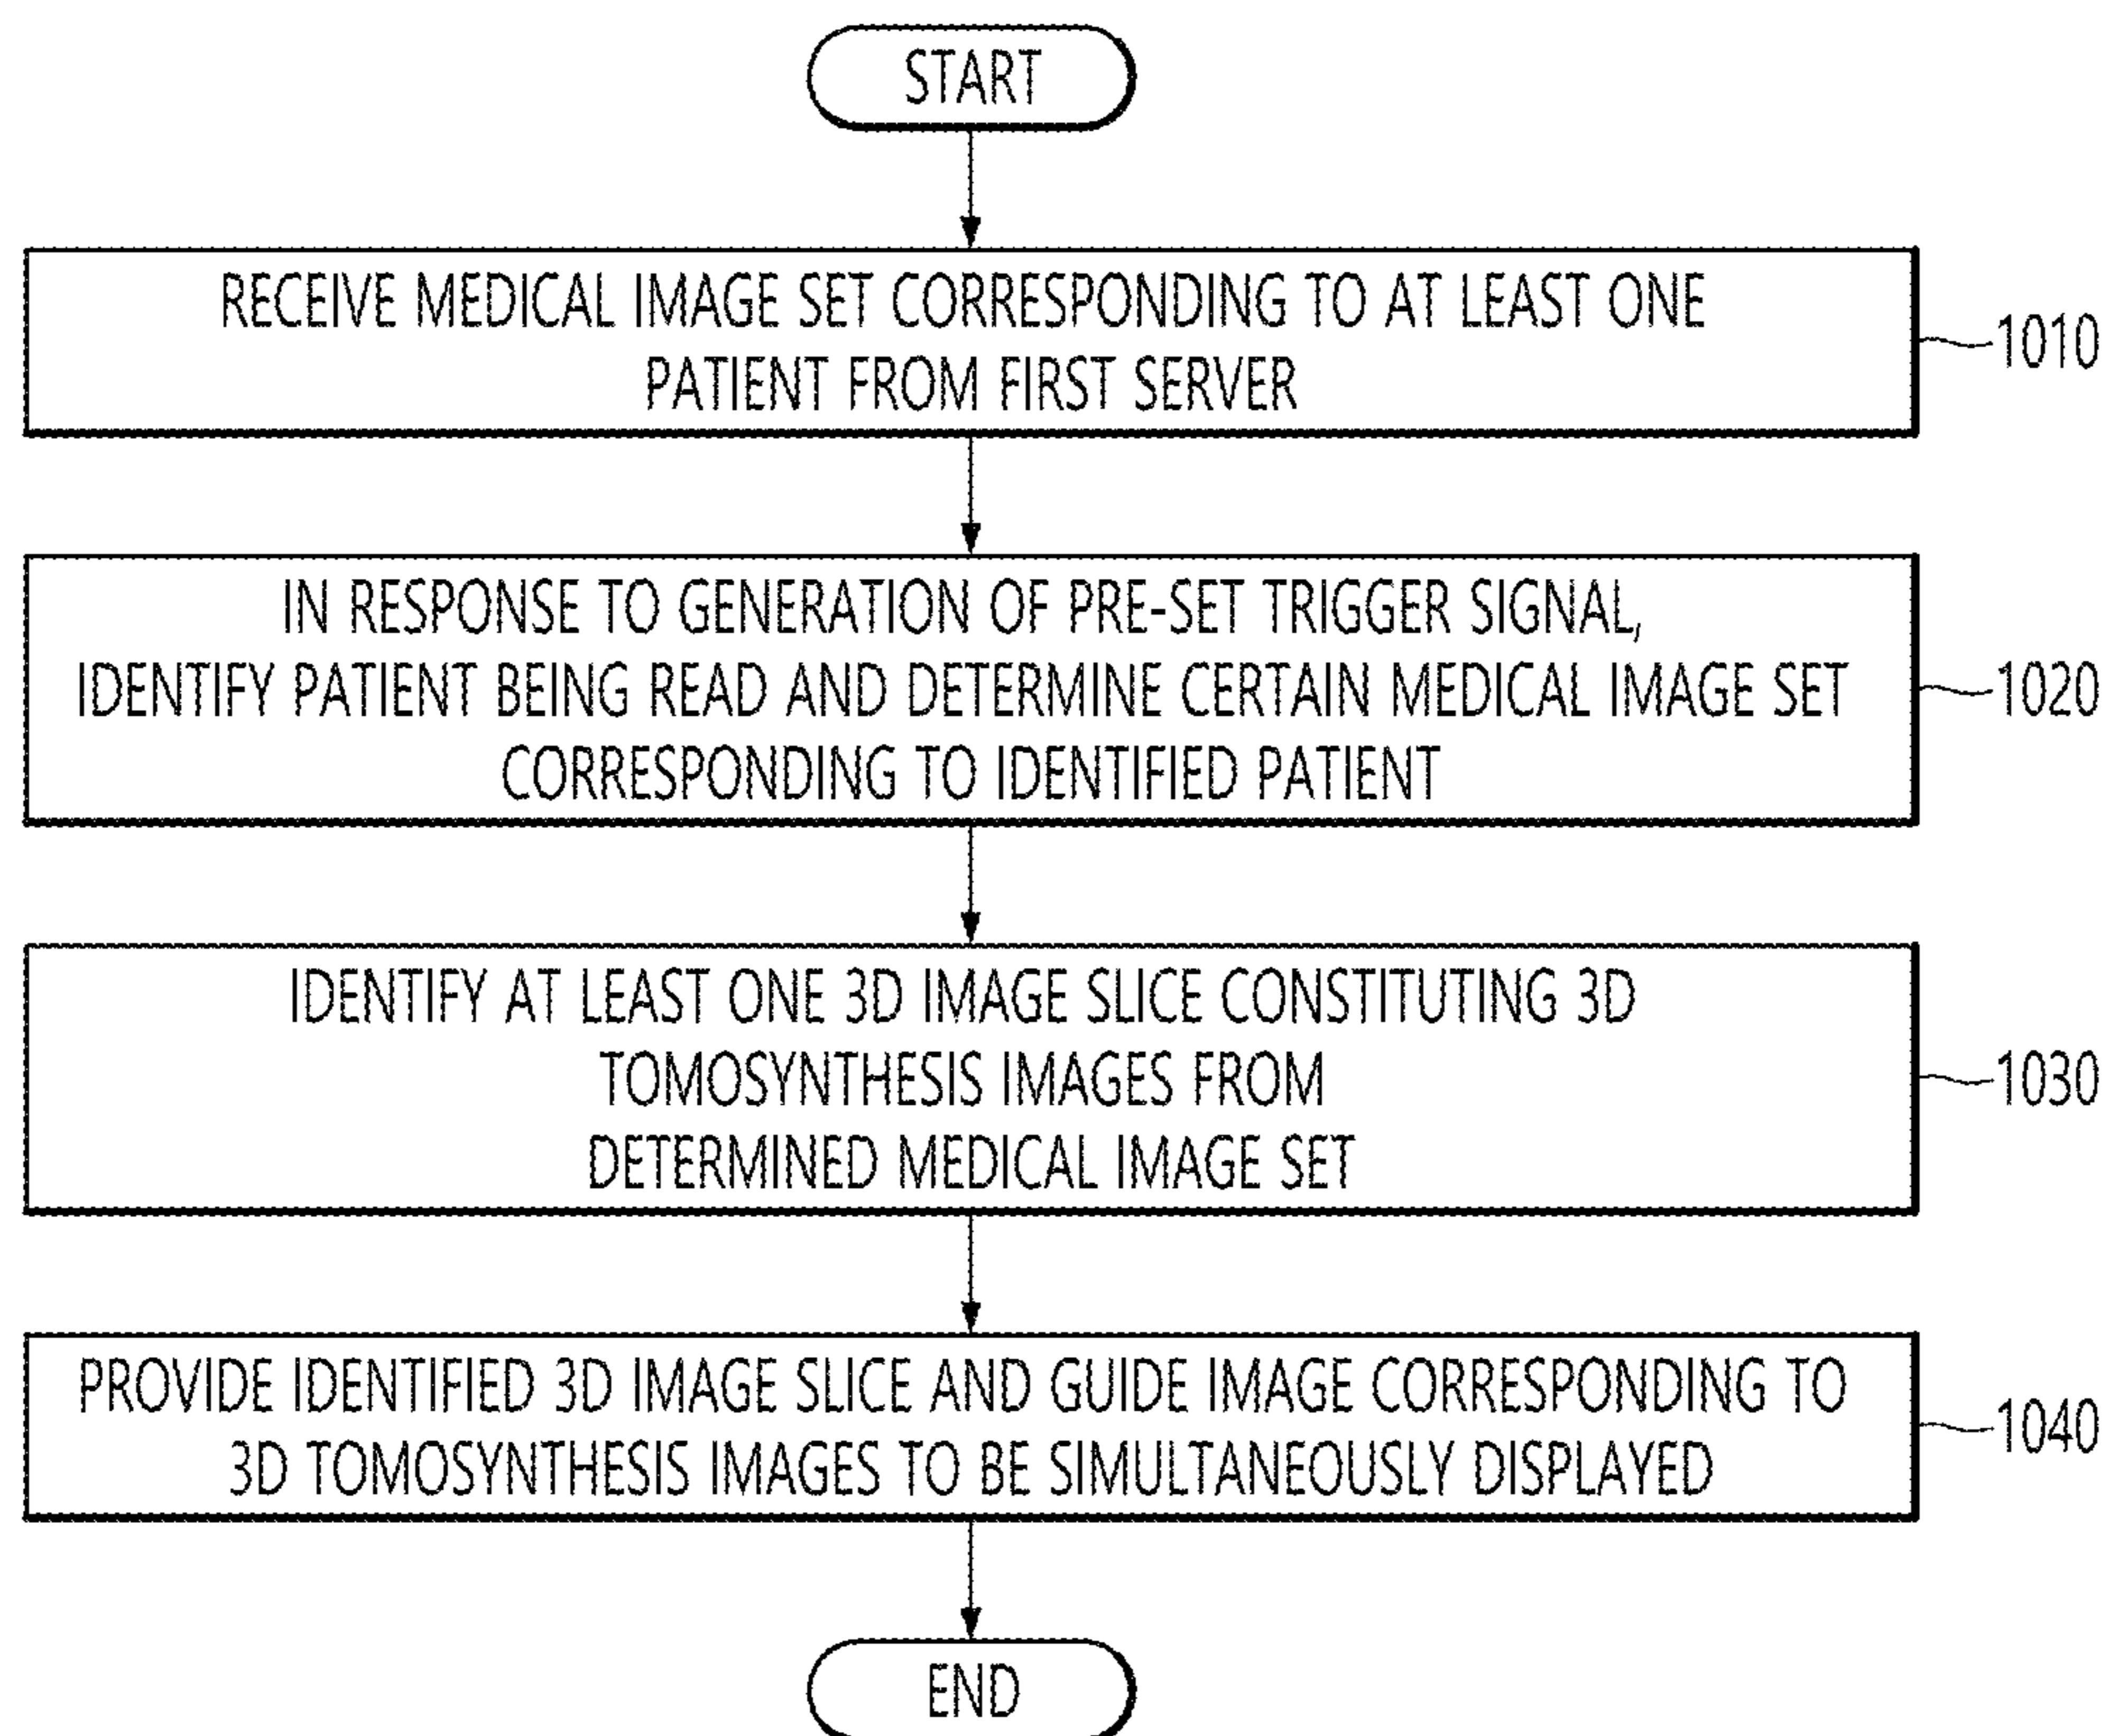 START
RECEIVE MEDICAL IMAGE SET CORRESPONDING TO AT LEAST ONE
PATIENT FROM FIRST SERVER
1010
IN RESPONSE TO GENERATION OF PRE-SET TRIGGER SIGNAL,
IDENTIFY PATIENT BEING READ AND DETERMINE CERTAIN MEDICAL IMAGE SET
CORRESPONDING TO IDENTIFIED PATIENT
1020
IDENTIFY AT LEAST ONE 3D IMAGE SLICE CONSTITUTING 3D
TOMOSYNTHESIS IMAGES FROM
DETERMINED MEDICAL IMAGE SET
1030
PROVIDE IDENTIFIED 3D IMAGE SLICE AND GUIDE IMAGE CORRESPONDING TO
3D TOMOSYNTHESIS IMAGES TO BE SIMULTANEOUSLY DISPLAYED
1040
END